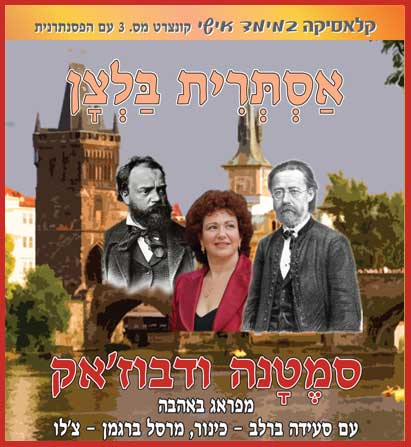 קלאסיקה במימד אישי קונצרט מס. 3 עם הפסנתרנית
אַסְתְּרִית בַּלְצָן
סמֶטָנה ודבוז'אק
מפראג באהבה
עם סעידה ברלב - כינור, מרסל ברגמן - צ'לו